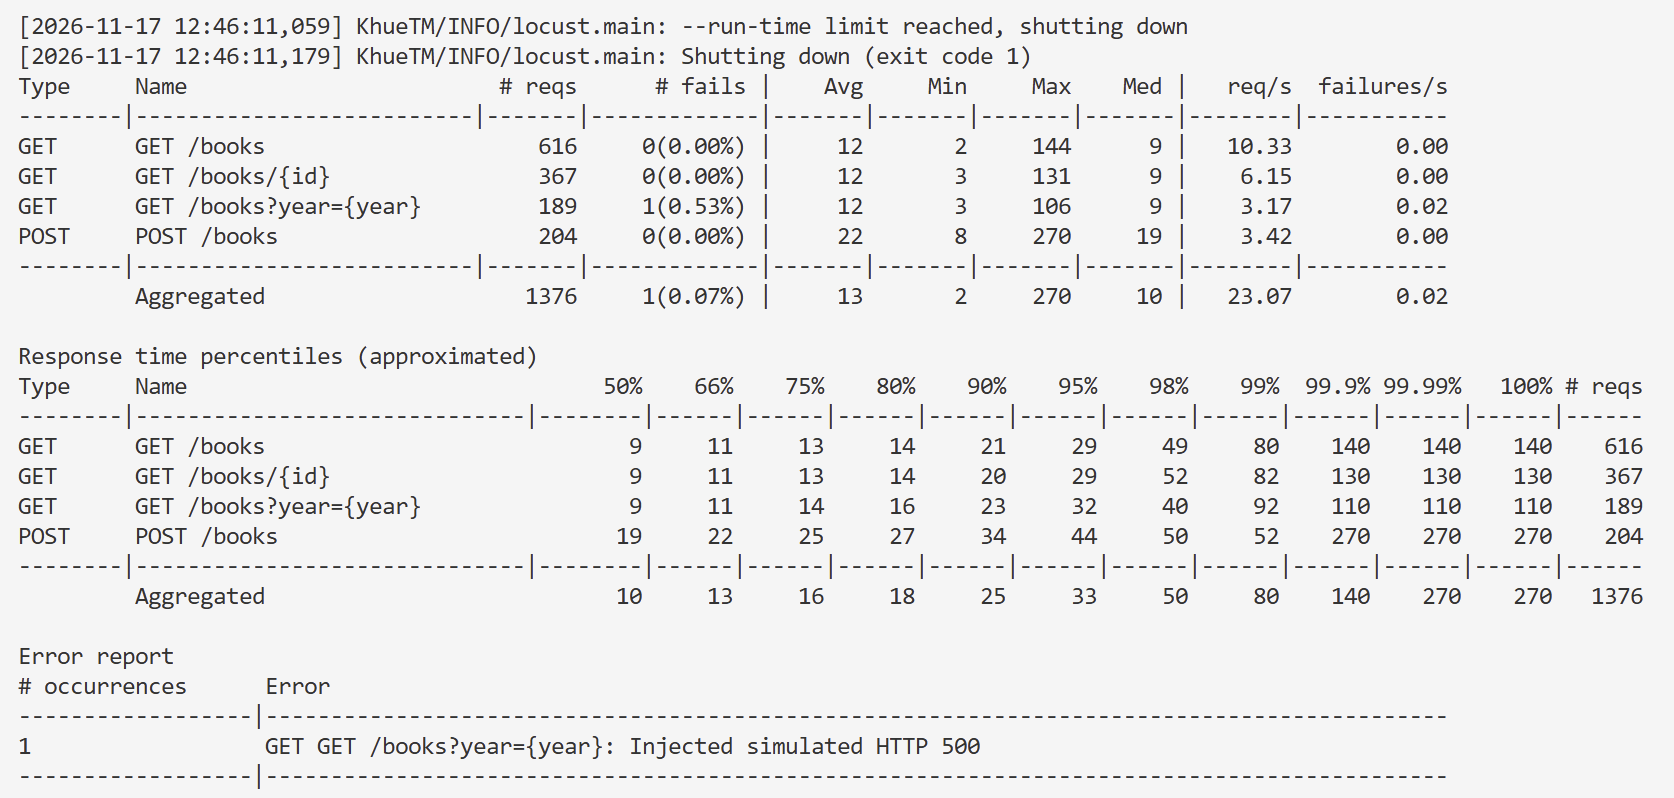 [2026-11-17 12:46:11,059] KhueTM/INFO/locust.main: --run-time limit reached, shutting down
[2026-11-17 12:46:11,179] KhueTM/INFO/locust.main: Shutting down (exit code 1)
Type     Name                        # reqs      # fails |    Avg     Min     Max    Med |   req/s  failures/s
--------|--------------------------|-------|-------------|-------|-------|-------|-------|--------|-----------
GET      GET /books                     616     0(0.00%) |     12       2     144      9 |   10.33        0.00
GET      GET /books/{id}                367     0(0.00%) |     12       3     131      9 |    6.15        0.00
GET      GET /books?year={year}         189     1(0.53%) |     12       3     106      9 |    3.17        0.02
POST     POST /books                    204     0(0.00%) |     22       8     270     19 |    3.42        0.00
--------|--------------------------|-------|-------------|-------|-------|-------|-------|--------|-----------
         Aggregated                    1376     1(0.07%) |     13       2     270     10 |   23.07        0.02
Response time percentiles (approximated)
Type     Name                                50%    66%    75%    80%    90%    95%    98%    99%  99.9% 99.99%   100% # reqs
--------|------------------------------|--------|------|------|------|------|------|------|------|------|------|------|------
GET      GET /books                            9     11     13     14     21     29     49     80    140    140    140    616
GET      GET /books/{id}                       9     11     13     14     20     29     52     82    130    130    130    367
GET      GET /books?year={year}                9     11     14     16     23     32     40     92    110    110    110    189
POST     POST /books                          19     22     25     27     34     44     50     52    270    270    270    204
--------|------------------------------|--------|------|------|------|------|------|------|------|------|------|------|------
         Aggregated                           10     13     16     18     25     33     50     80    140    270    270   1376
Error report
# occurrences      Error
------------------|-------------------------------------------------------------------------------------------
1                  GET GET /books?year={year}: Injected simulated HTTP 500
------------------|-------------------------------------------------------------------------------------------